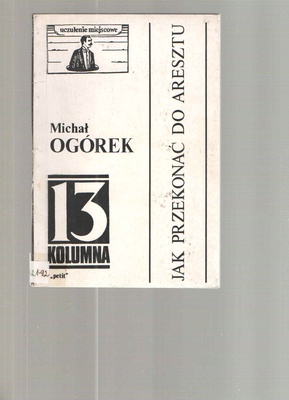 uczulenie miejscowe
Michał
OGÓREK
13
KOLUMNA
„petit”
JAK PRZEKONAĆ DO ARESZTU